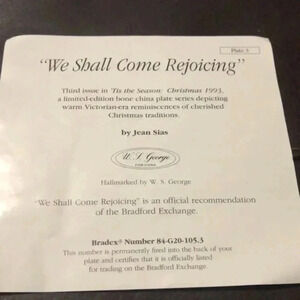 Plate 3
"We Shall Come Rejoicing"
Third issue in 'Tis the Season: Christmas 1993,
a limited-edition bone china plate series depicting
warm Victorian-era reminiscences of cherished
Christmas traditions.
by Jean Sias
W. S. George
FINE CHINA
Hallmarked by W. S. George
"We Shall Come Rejoicing" is an official recommendation
of the Bradford Exchange.
Bradex® Number 84-G20-105.3
This number is permanently fired into the back of your
plate and certifies that it is officially listed
for trading on the Bradford Exchange.